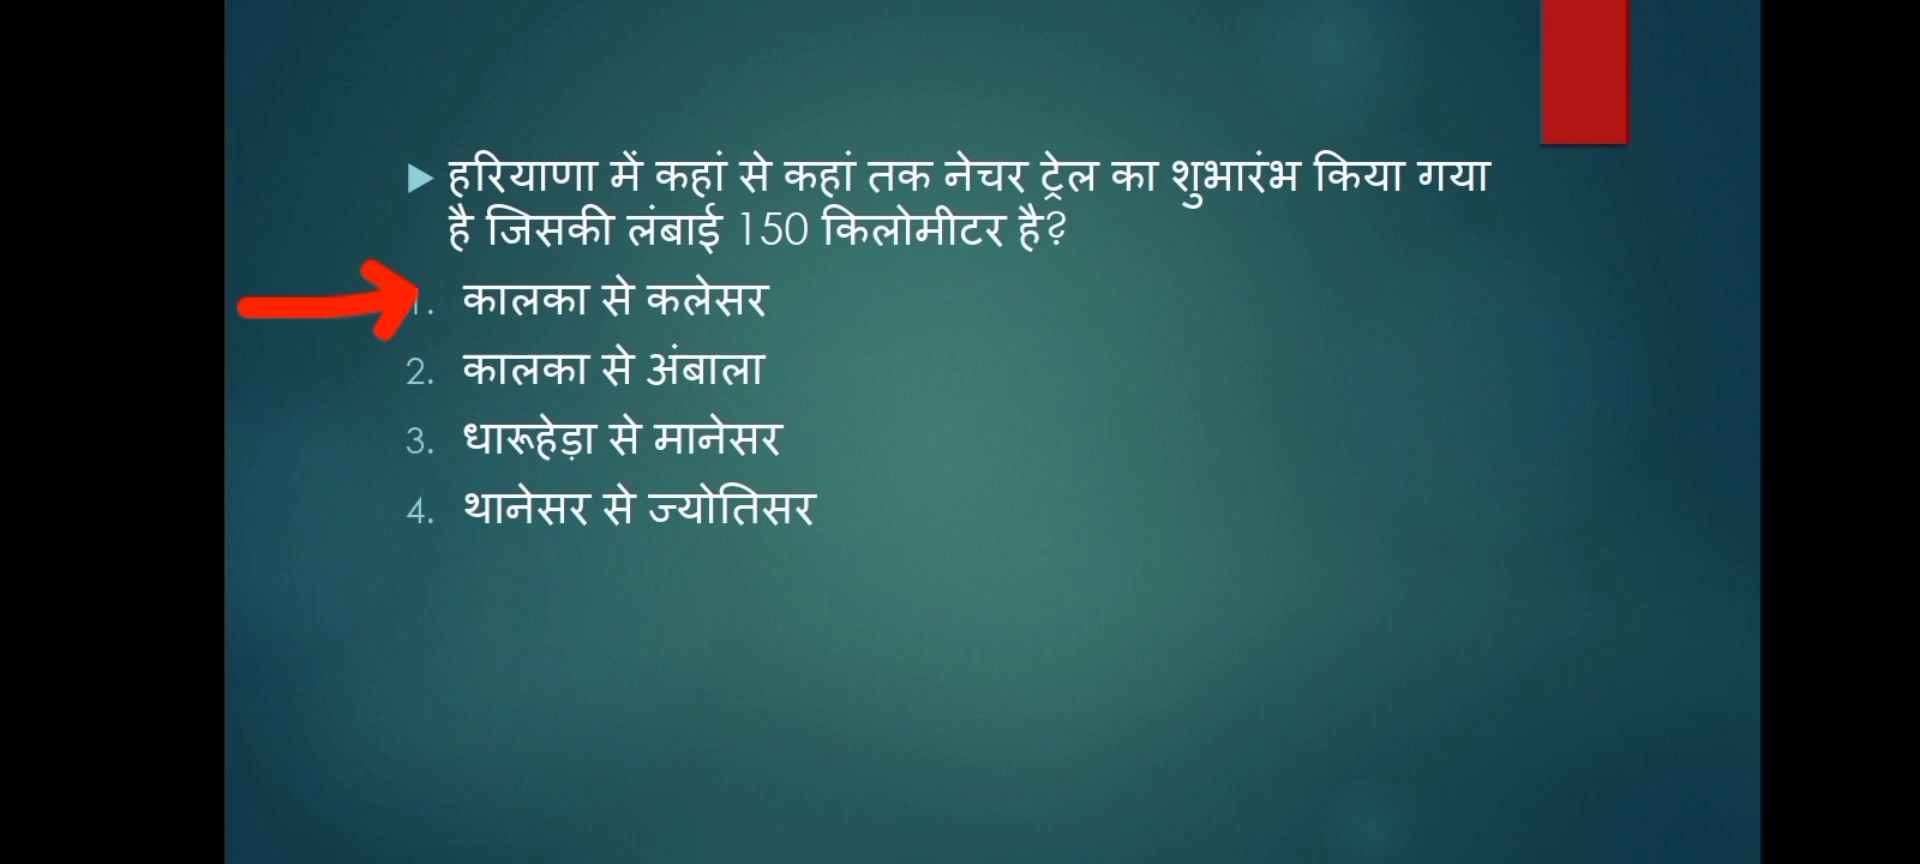 हरियाणा में कहां से कहां तक नेचर ट्रेल का शुभारंभ किया गया
है जिसकी लंबाई 150 किलोमीटर है?
1. कालका से कलेसर
2. कालका से अंबाला
3. धारूहेड़ा से मानेसर
4. थानेसर से ज्योतिसर